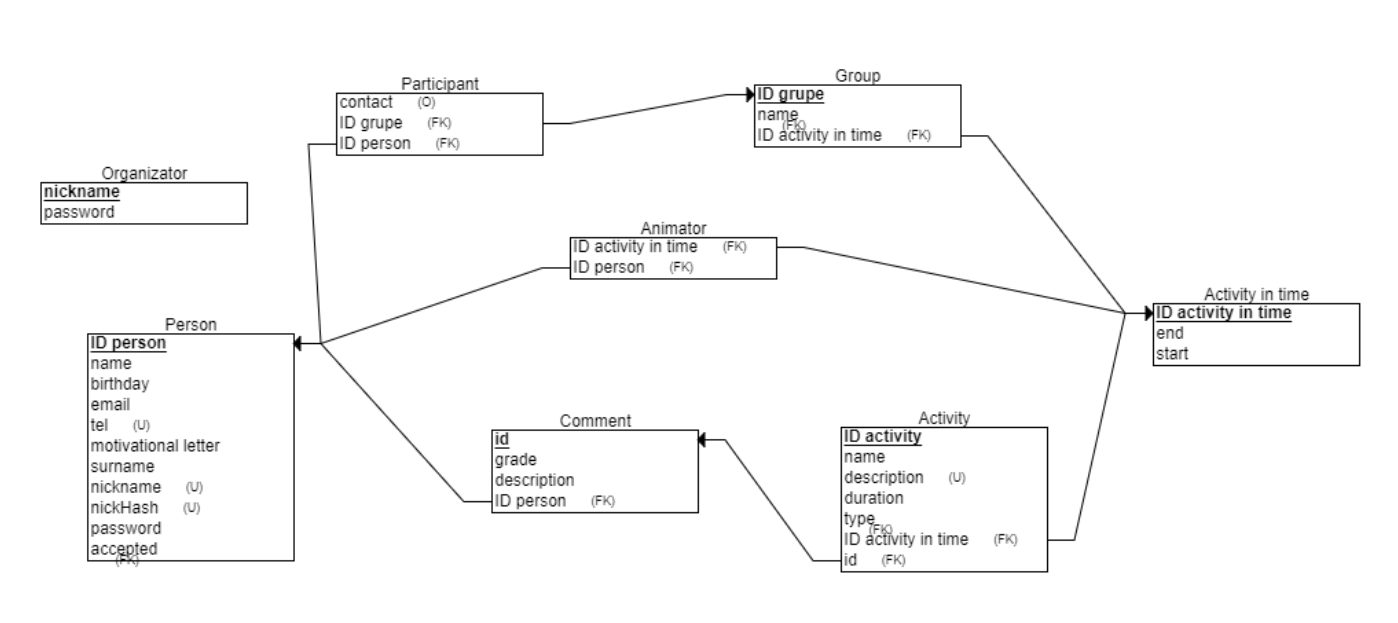 Participant
contact (O)
ID grupe (FK)
ID person (FK)
Group
ID grupe
name
(FK)
ID activity in time (FK)
Organizator
nickname
password
Animator
ID activity in time (FK)
ID person (FK)
Activity in time
ID activity in time
end
start
Person
ID person
name
birthday
email
tel (U)
motivational letter
surname
nickname (U)
nickHash (U)
password
accepted
(FK)
Comment
id
grade
description
ID person (FK)
Activity
ID activity
name
description (U)
duration
type
(FK)
ID activity in time (FK)
id (FK)